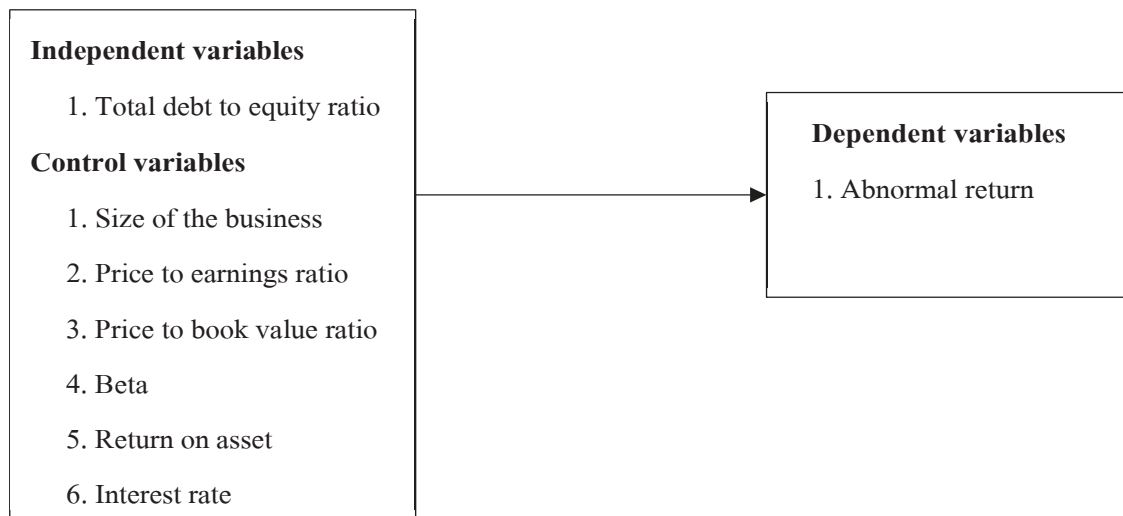 Independent variables
1. Total debt to equity ratio
Control variables
1. Size of the business
2. Price to earnings ratio
3. Price to book value ratio
4. Beta
5. Return on asset
6. Interest rate
Dependent variables
1. Abnormal return